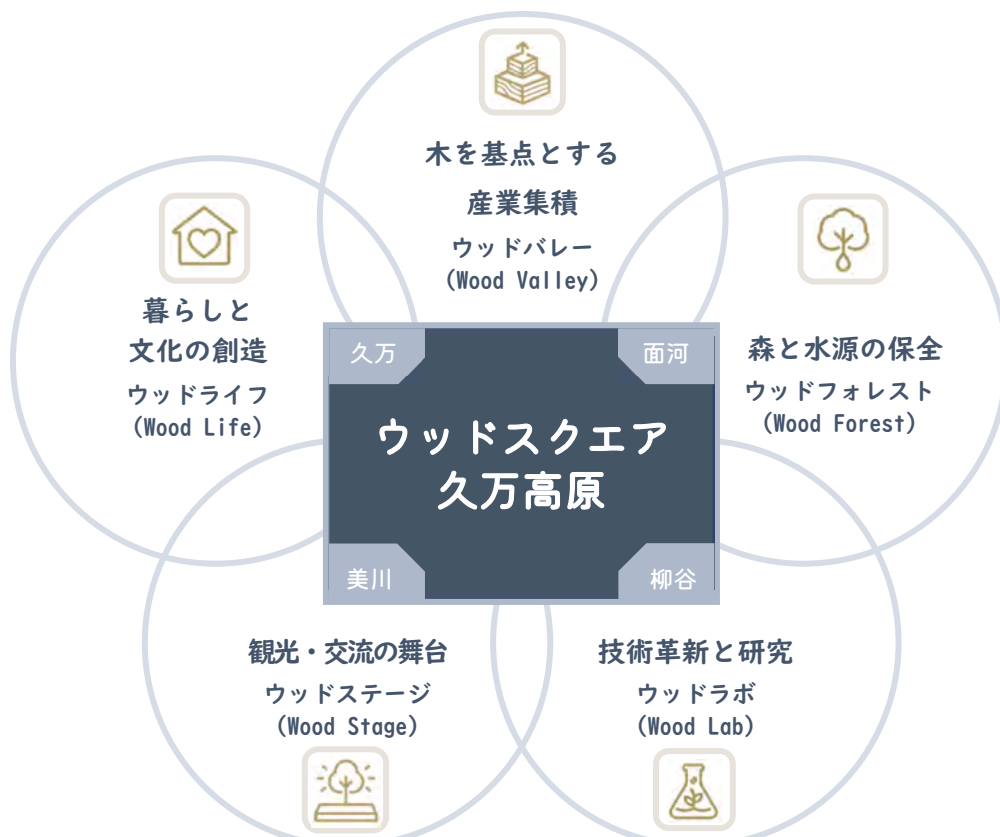 木を基点とする
産業集積
ウッドバレー
(Wood Valley)
暮らしと
文化の創造
ウッドライフ
(Wood Life)
森と水源の保全
ウッドフォレスト
(Wood Forest)
久万
面河
ウッドスクエア
久万高原
美川
柳谷
観光・交流の舞台
ウッドステージ
(Wood Stage)
技術革新と研究
ウッドラボ
(Wood Lab)